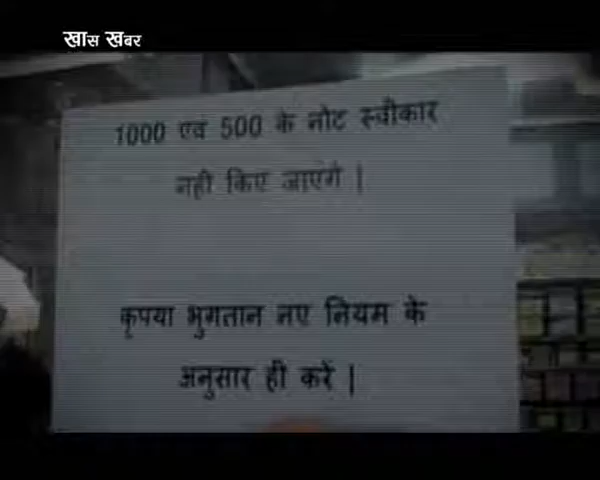 खास खबर
1000 एवं 500 के नोट स्वीकार
नही किए जाएंगे |
कृपया भुगतान नए नियम के
अनुसार ही करें |